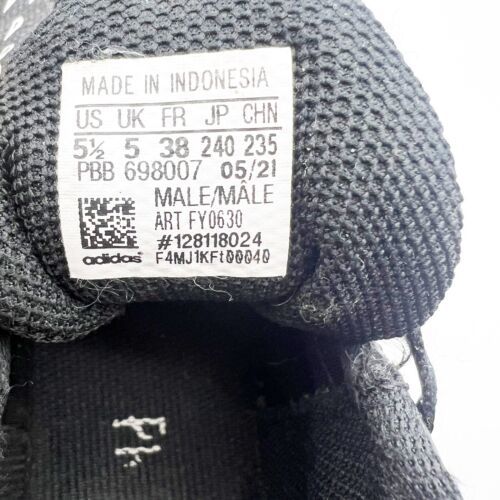 MADE IN INDONESIA
US UK FR JP CHN
5½ 5 38 240 235
PBB 698007 05/21
MALE/MÂLE
ART FY0630
#128118024
adidas F4MJ1KFt00040